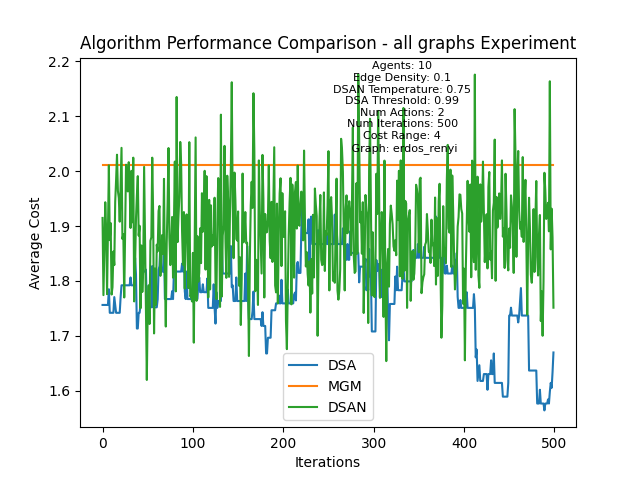 Algorithm Performance Comparison - all graphs Experiment
Agents: 10
Edge Density: 0.1
DSAN Temperature: 0.75
DSA Threshold: 0.99
Num Actions: 2
Num Iterations: 500
Cost Range: 4
Graph: erdos_renyi
2.2
2.1
2.0
1.9
1.8
1.7
1.6
Average Cost
DSA
MGM
DSAN
0
100
200
300
400
500
Iterations